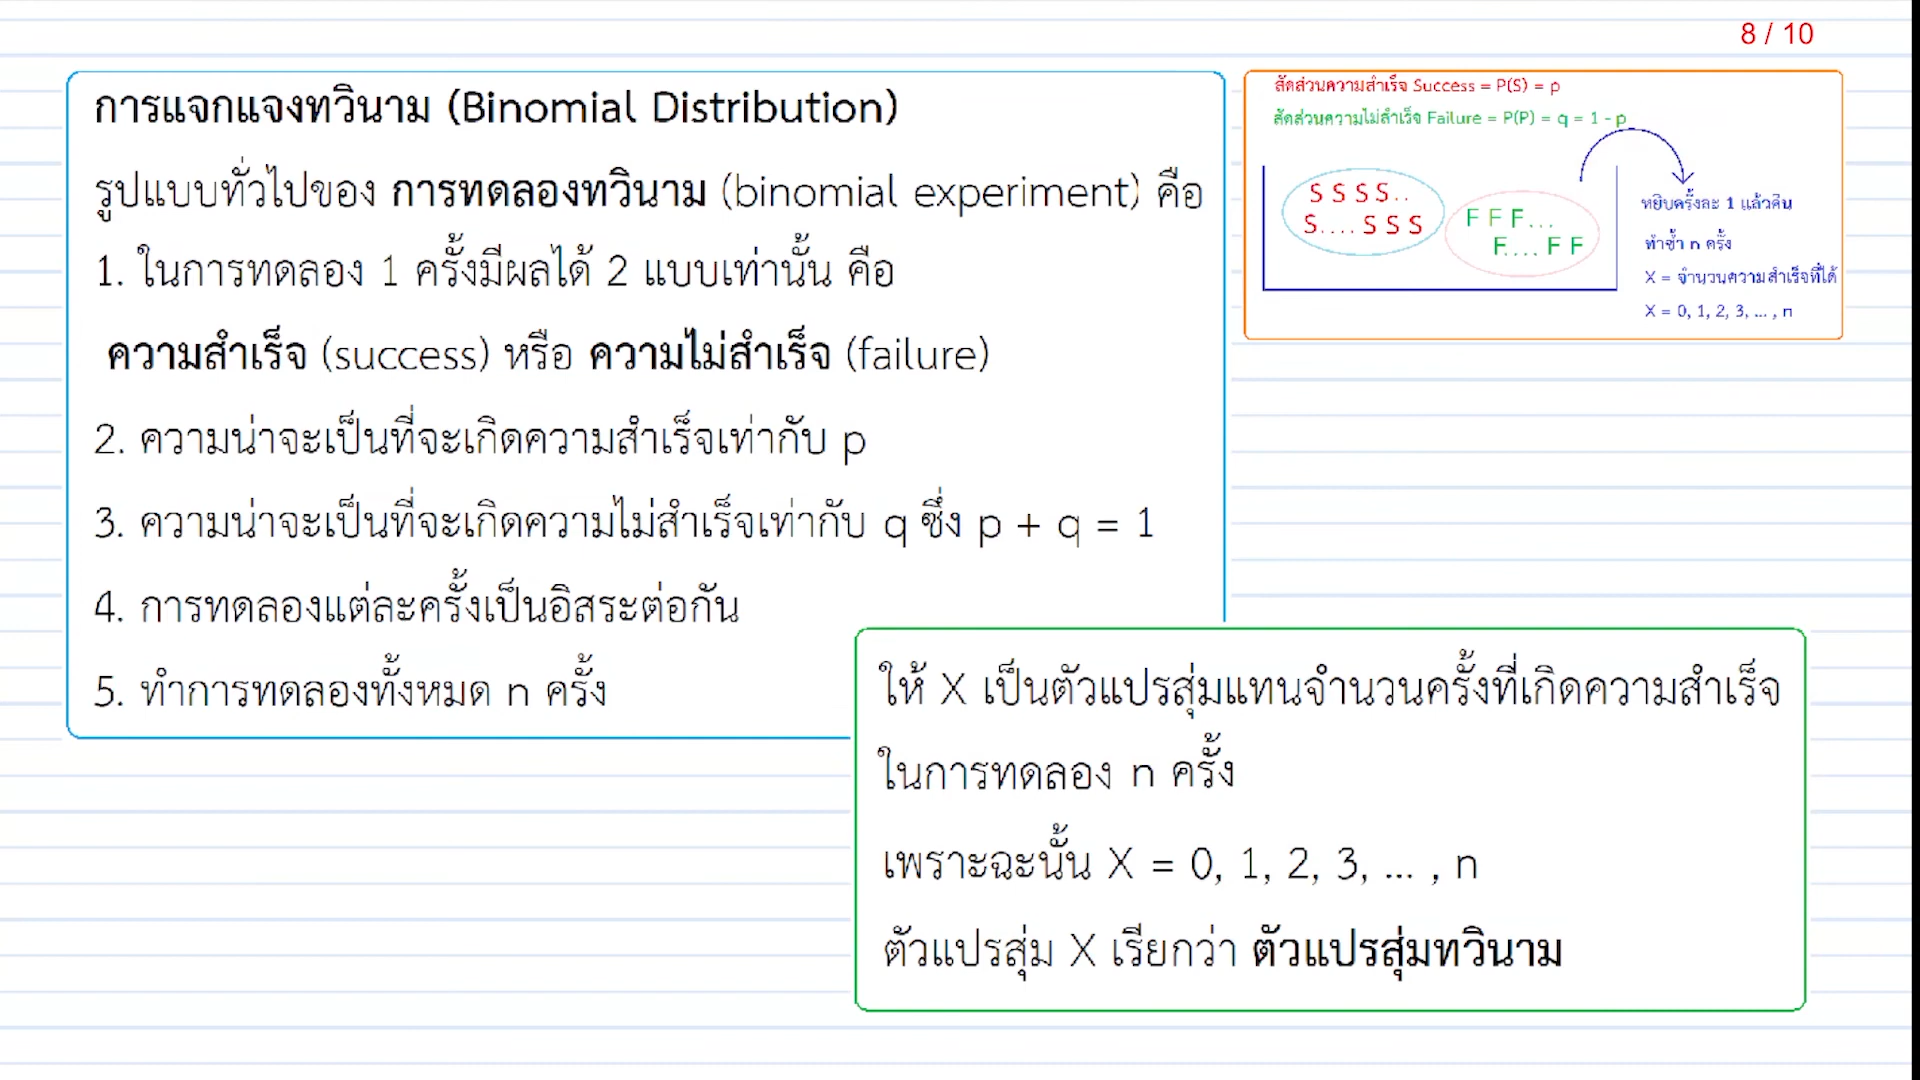 8 / 10
การแจกแจงทวินาม (Binomial Distribution)
รูปแบบทั่วไปของ การทดลองทวินาม (binomial experiment) คือ
1. ในการทดลอง 1 ครั้งมีผลได้ 2 แบบเท่านั้น คือ
ความสำเร็จ (success) หรือ ความไม่สำเร็จ (failure)
2. ความน่าจะเป็นที่จะเกิดความสำเร็จเท่ากับ p
3. ความน่าจะเป็นที่จะเกิดความไม่สำเร็จเท่ากับ q ซึ่ง p + q = 1
4. การทดลองแต่ละครั้งเป็นอิสระต่อกัน
5. ทำการทดลองทั้งหมด n ครั้ง
สัดส่วนความสำเร็จ Success = P(S) = p
สัดส่วนความไม่สำเร็จ Failure = P(P) = q = 1 - p
S S S S . .
S . . . . S S S
F F F . . .
F . . . . F F
หยิบครั้งละ 1 แล้วคืน
ทำซ้ำ n ครั้ง
X = จำนวนความสำเร็จที่ได้
X = 0, 1, 2, 3, ... , n
ให้ X เป็นตัวแปรสุ่มแทนจำนวนครั้งที่เกิดความสำเร็จ
ในการทดลอง n ครั้ง
เพราะฉะนั้น X = 0, 1, 2, 3, ... , n
ตัวแปรสุ่ม X เรียกว่า ตัวแปรสุ่มทวินาม